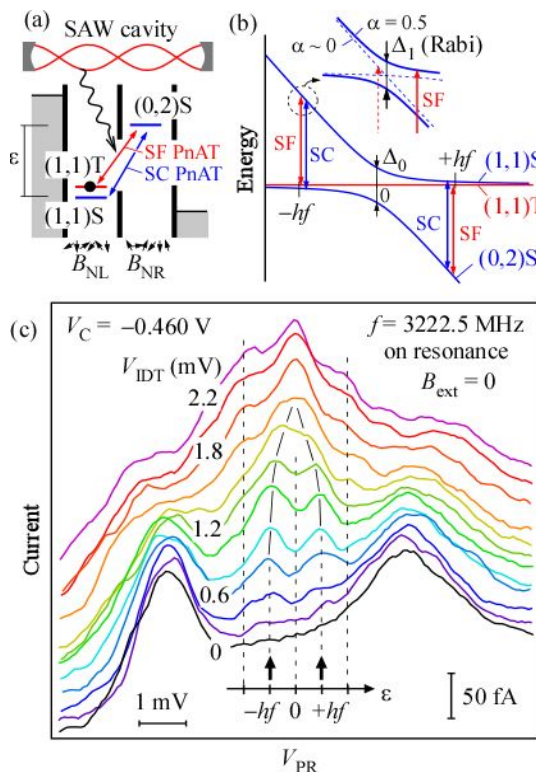 (a)
SAW cavity
(0,2)S
ε
(1,1)T
SF PnAT
SC PnAT
(1,1)S
B_NL B_NR
(b)
α = 0.5
α ~ 0
Δ₁ (Rabi)
SF
Energy
SF
SC
Δ₀
0
−hf
+hf
(1,1)S
(1,1)T
SC
SF
(0,2)S
(c)
V_C = −0.460 V
f = 3222.5 MHz
on resonance
B_ext = 0
V_IDT (mV)
2.2
1.8
1.2
0.6
0
Current
1 mV
−hf 0 +hf ε
50 fA
V_PR